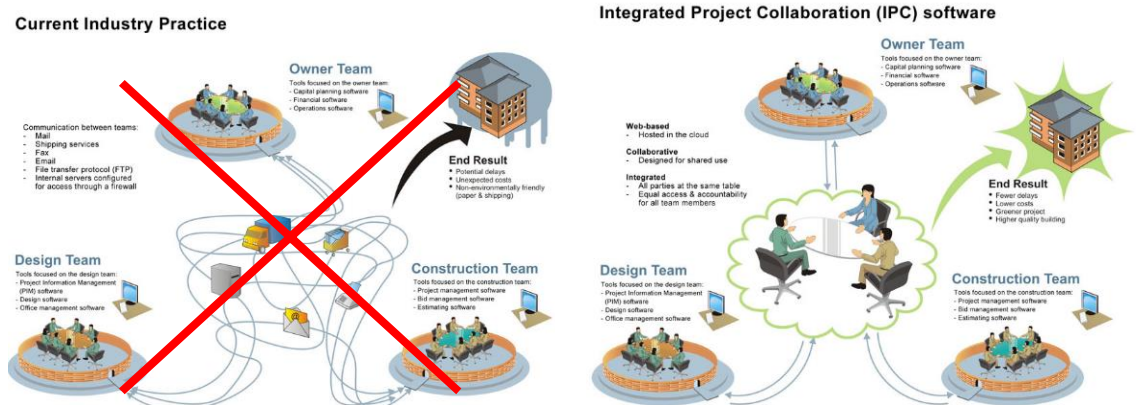 Current Industry Practice
Owner Team
Tools focused on the owner team:
- Capital planning software
- Financial software
- Operations software
Communication between teams:
- Mail
- Shipping services
- Fax
- Email
- File transfer protocol (FTP)
- Internal servers configured
for access through a firewall
End Result
• Potential delays
• Unexpected costs
• Non-environmentally friendly
(paper & shipping)
Design Team
Tools focused on the design team:
- Project Information Management
(PIM) software
- Design software
- Office management software
@
Construction Team
Tools focused on the construction team:
- Project management software
- Bid management software
- Estimating software
Integrated Project Collaboration (IPC) software
Owner Team
Tools focused on the owner team:
- Capital planning software
- Financial software
- Operations software
Web-based
- Hosted in the cloud
Collaborative
- Designed for shared use
Integrated
- All parties at the same table
- Equal access & accountability
for all team members
End Result
• Fewer delays
• Lower costs
• Greener project
• Higher quality building
Design Team
Tools focused on the design team:
- Project Information Management
(PIM) software
- Design software
- Office management software
Construction Team
Tools focused on the construction team:
- Project management software
- Bid management software
- Estimating software